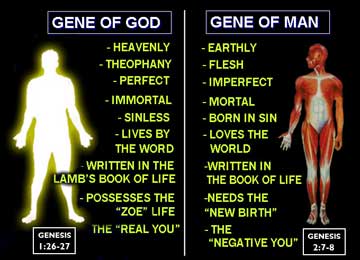 GENE OF GOD
- HEAVENLY
- THEOPHANY
- PERFECT
- IMMORTAL
- SINLESS
- LIVES BY
THE WORD
-WRITTEN IN THE
LAMB'S BOOK OF LIFE
- POSSESSES THE
"ZOE" LIFE
THE "REAL YOU"
GENESIS
1:26-27
GENE OF MAN
- EARTHLY
- FLESH
- IMPERFECT
- MORTAL
- BORN IN SIN
- LOVES THE
WORLD
-WRITTEN IN
THE BOOK OF LIFE
-NEEDS THE
"NEW BIRTH"
- THE
"NEGATIVE YOU"
GENESIS
2:7-8